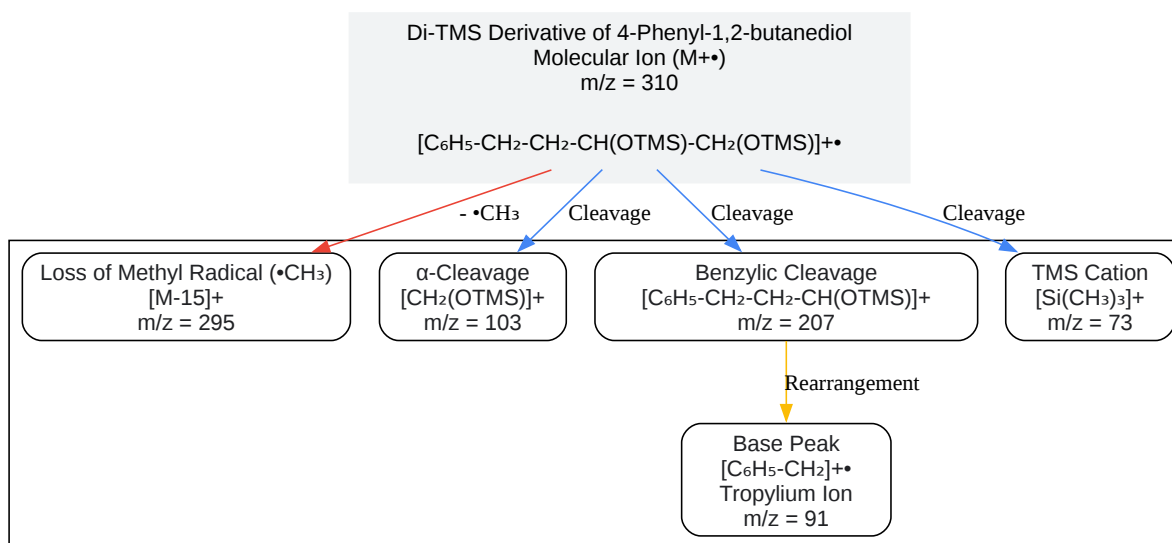 Di-TMS Derivative of 4-Phenyl-1,2-butanediol
Molecular Ion (M+•)
m/z = 310
[C₆H₅-CH₂-CH₂-CH(OTMS)-CH₂(OTMS)]+•
- •CH₃
Cleavage
Cleavage
Cleavage
Loss of Methyl Radical (•CH₃)
[M-15]+
m/z = 295
α-Cleavage
[CH₂(OTMS)]+
m/z = 103
Benzylic Cleavage
[C₆H₅-CH₂-CH₂-CH(OTMS)]+
m/z = 207
TMS Cation
[Si(CH₃)₃]+
m/z = 73
Rearrangement
Base Peak
[C₆H₅-CH₂]+•
Tropylium Ion
m/z = 91